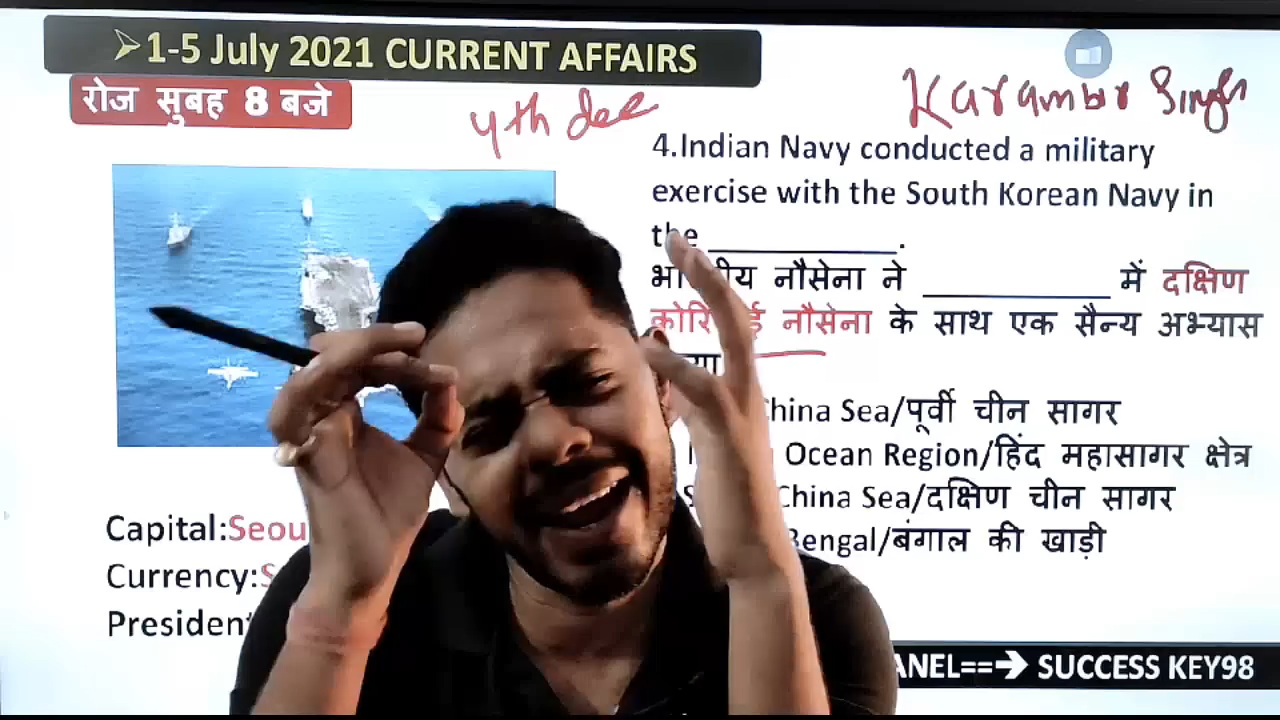 ➢1-5 July 2021 CURRENT AFFAIRS
रोज सुबह 8 बजे
4th dec
Karambir Singh
4.Indian Navy conducted a military
exercise with the South Korean Navy in
the ____________.
नौसेना ने ____________ में दक्षिण
नौसेना के साथ एक सैन्य अभ्यास
China Sea/पूर्वी चीन सागर
Ocean Region/हिंद महासागर क्षेत्र
China Sea/दक्षिण चीन सागर
Bengal/बंगाल की खाड़ी
Capital:Seou
Currency:S
President
ANEL==➔ SUCCESS KEY98